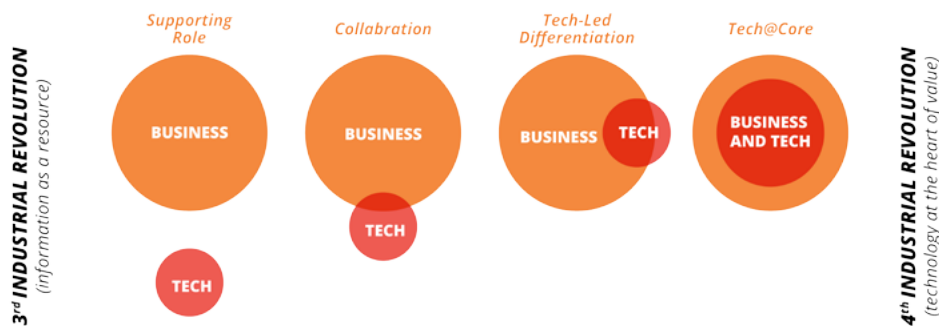 3rd INDUSTRIAL REVOLUTION
(information as a resource)
Supporting
Role
BUSINESS
TECH
Collabration
BUSINESS
TECH
Tech-Led
Differentiation
BUSINESS
TECH
Tech@Core
BUSINESS
AND TECH
4th INDUSTRIAL REVOLUTION
(technology at the heart of value)